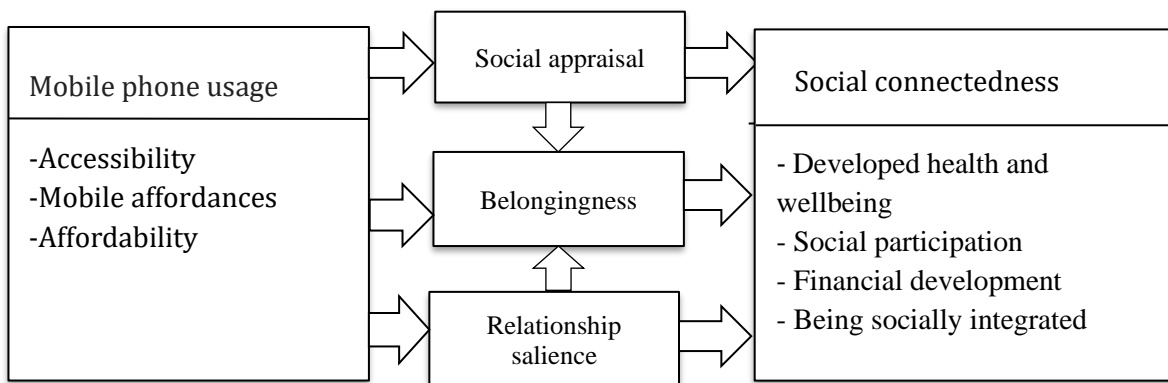 Mobile phone usage
-Accessibility
-Mobile affordances
-Affordability
Social appraisal
Belongingness
Relationship
salience
Social connectedness
- Developed health and
wellbeing
- Social participation
- Financial development
- Being socially integrated